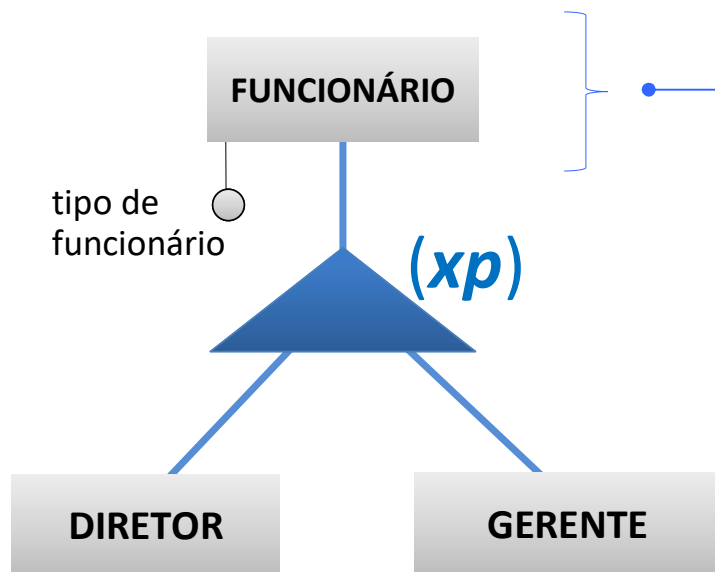 FUNCIONÁRIO
tipo de
funcionário
(xp)
DIRETOR
GERENTE